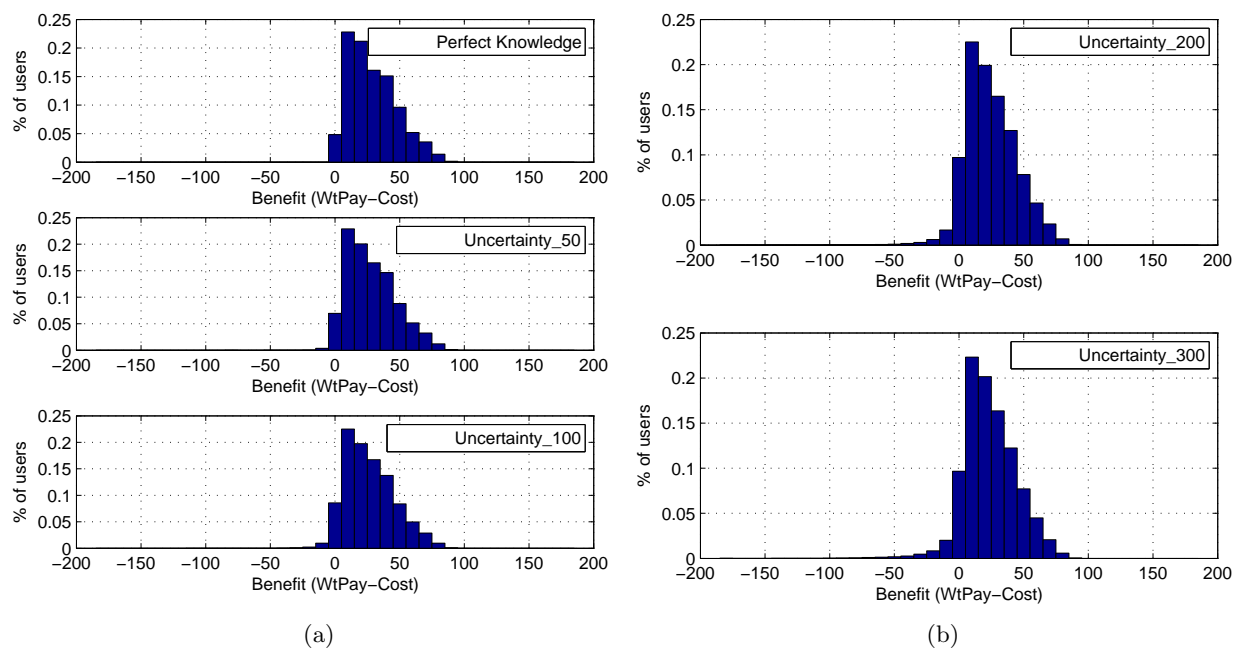 0.25
0.2
0.15
0.1
0.05
0
% of users
Perfect Knowledge
−200 −150 −100 −50 0 50 100 150 200
Benefit (WtPay−Cost)
0.25
0.2
0.15
0.1
0.05
0
% of users
Uncertainty_50
−200 −150 −100 −50 0 50 100 150 200
Benefit (WtPay−Cost)
0.25
0.2
0.15
0.1
0.05
0
% of users
Uncertainty_100
−200 −150 −100 −50 0 50 100 150 200
Benefit (WtPay−Cost)
(a)
0.25
0.2
0.15
0.1
0.05
0
% of users
Uncertainty_200
−200 −150 −100 −50 0 50 100 150 200
Benefit (WtPay−Cost)
0.25
0.2
0.15
0.1
0.05
0
% of users
Uncertainty_300
−200 −150 −100 −50 0 50 100 150 200
Benefit (WtPay−Cost)
(b)